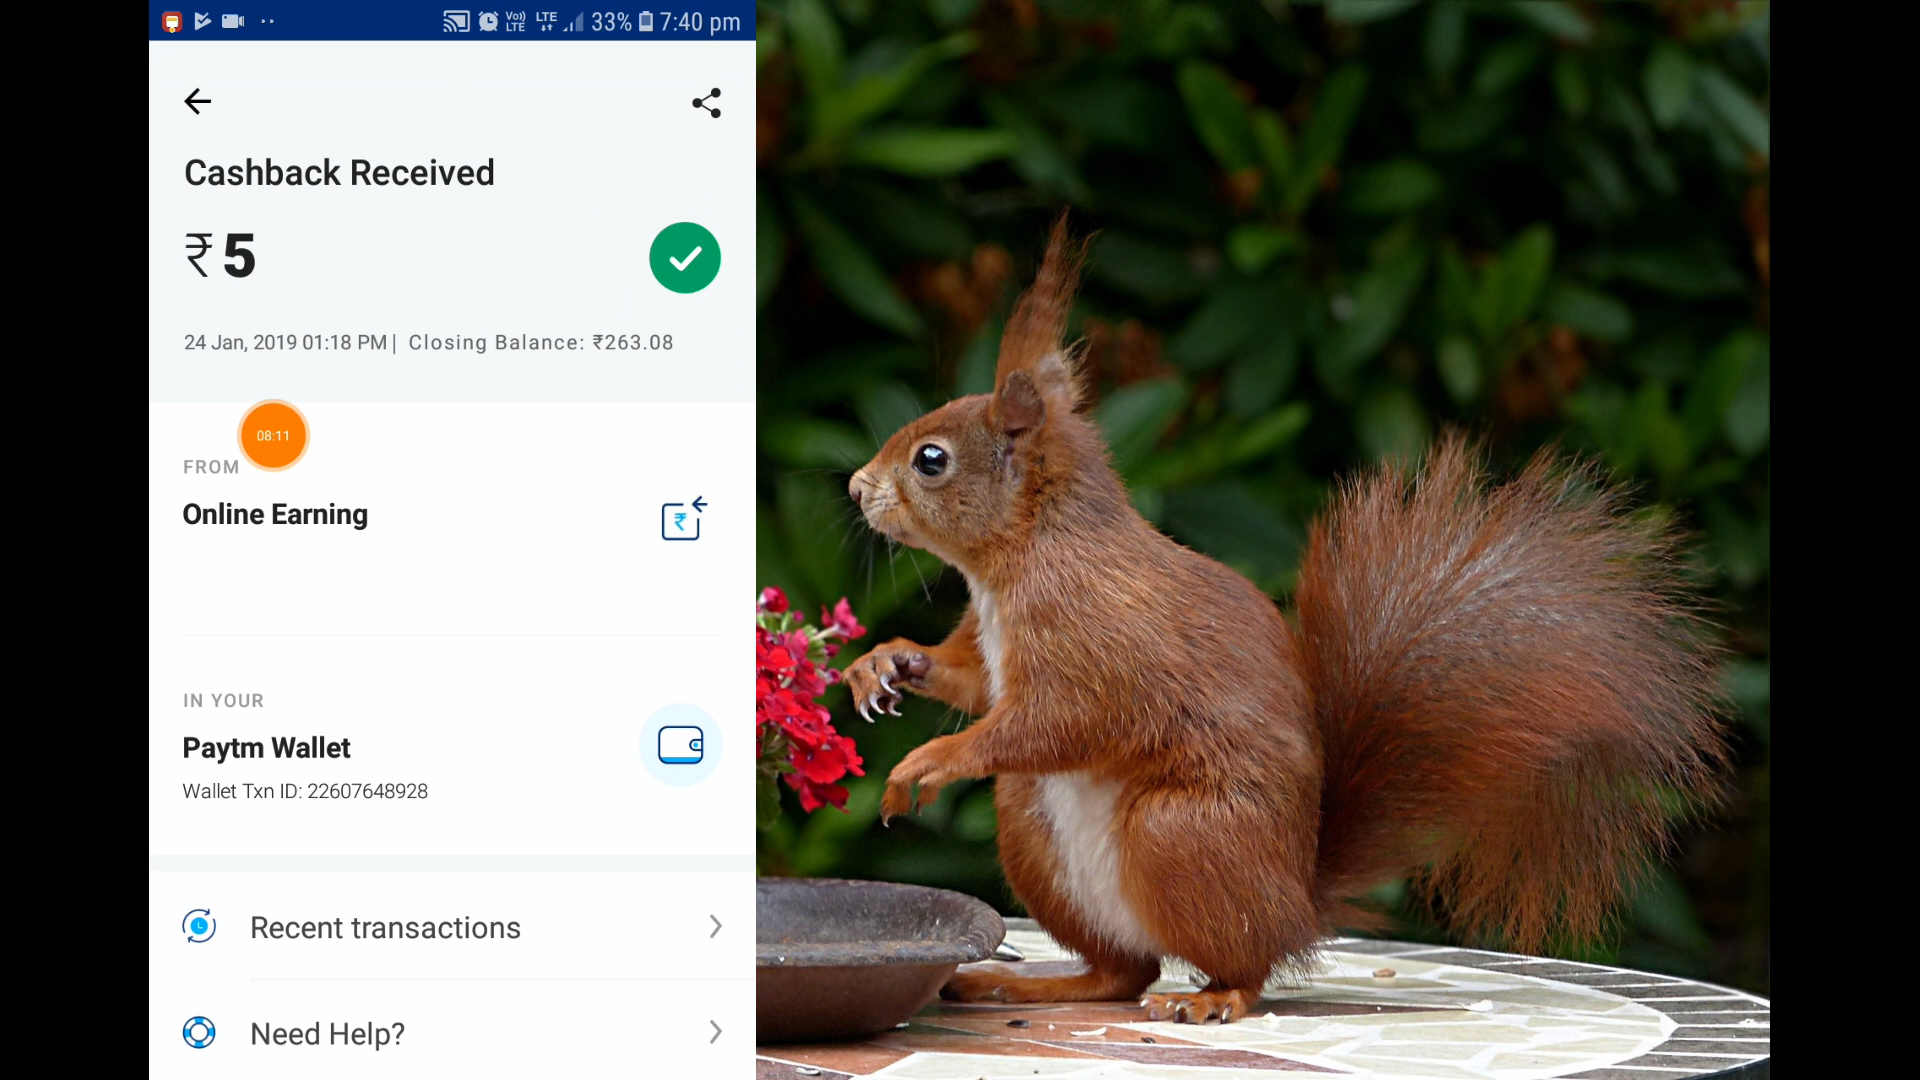 33% 7:40 pm
Cashback Received
₹5
24 Jan, 2019 01:18 PM | Closing Balance: ₹263.08
08:11
FROM
Online Earning
₹
IN YOUR
Paytm Wallet
Wallet Txn ID: 22607648928
Recent transactions
Need Help?